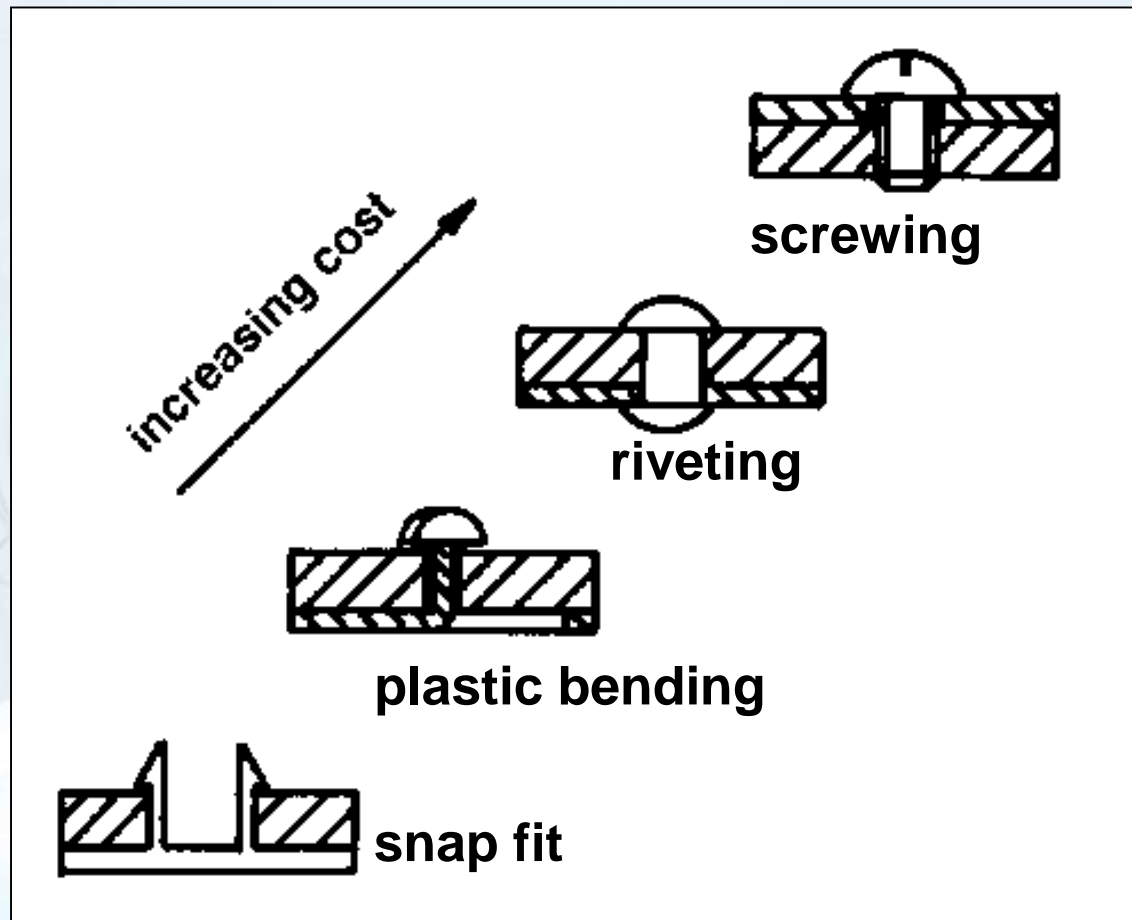 screwing
increasing cost
riveting
plastic bending
snap fit